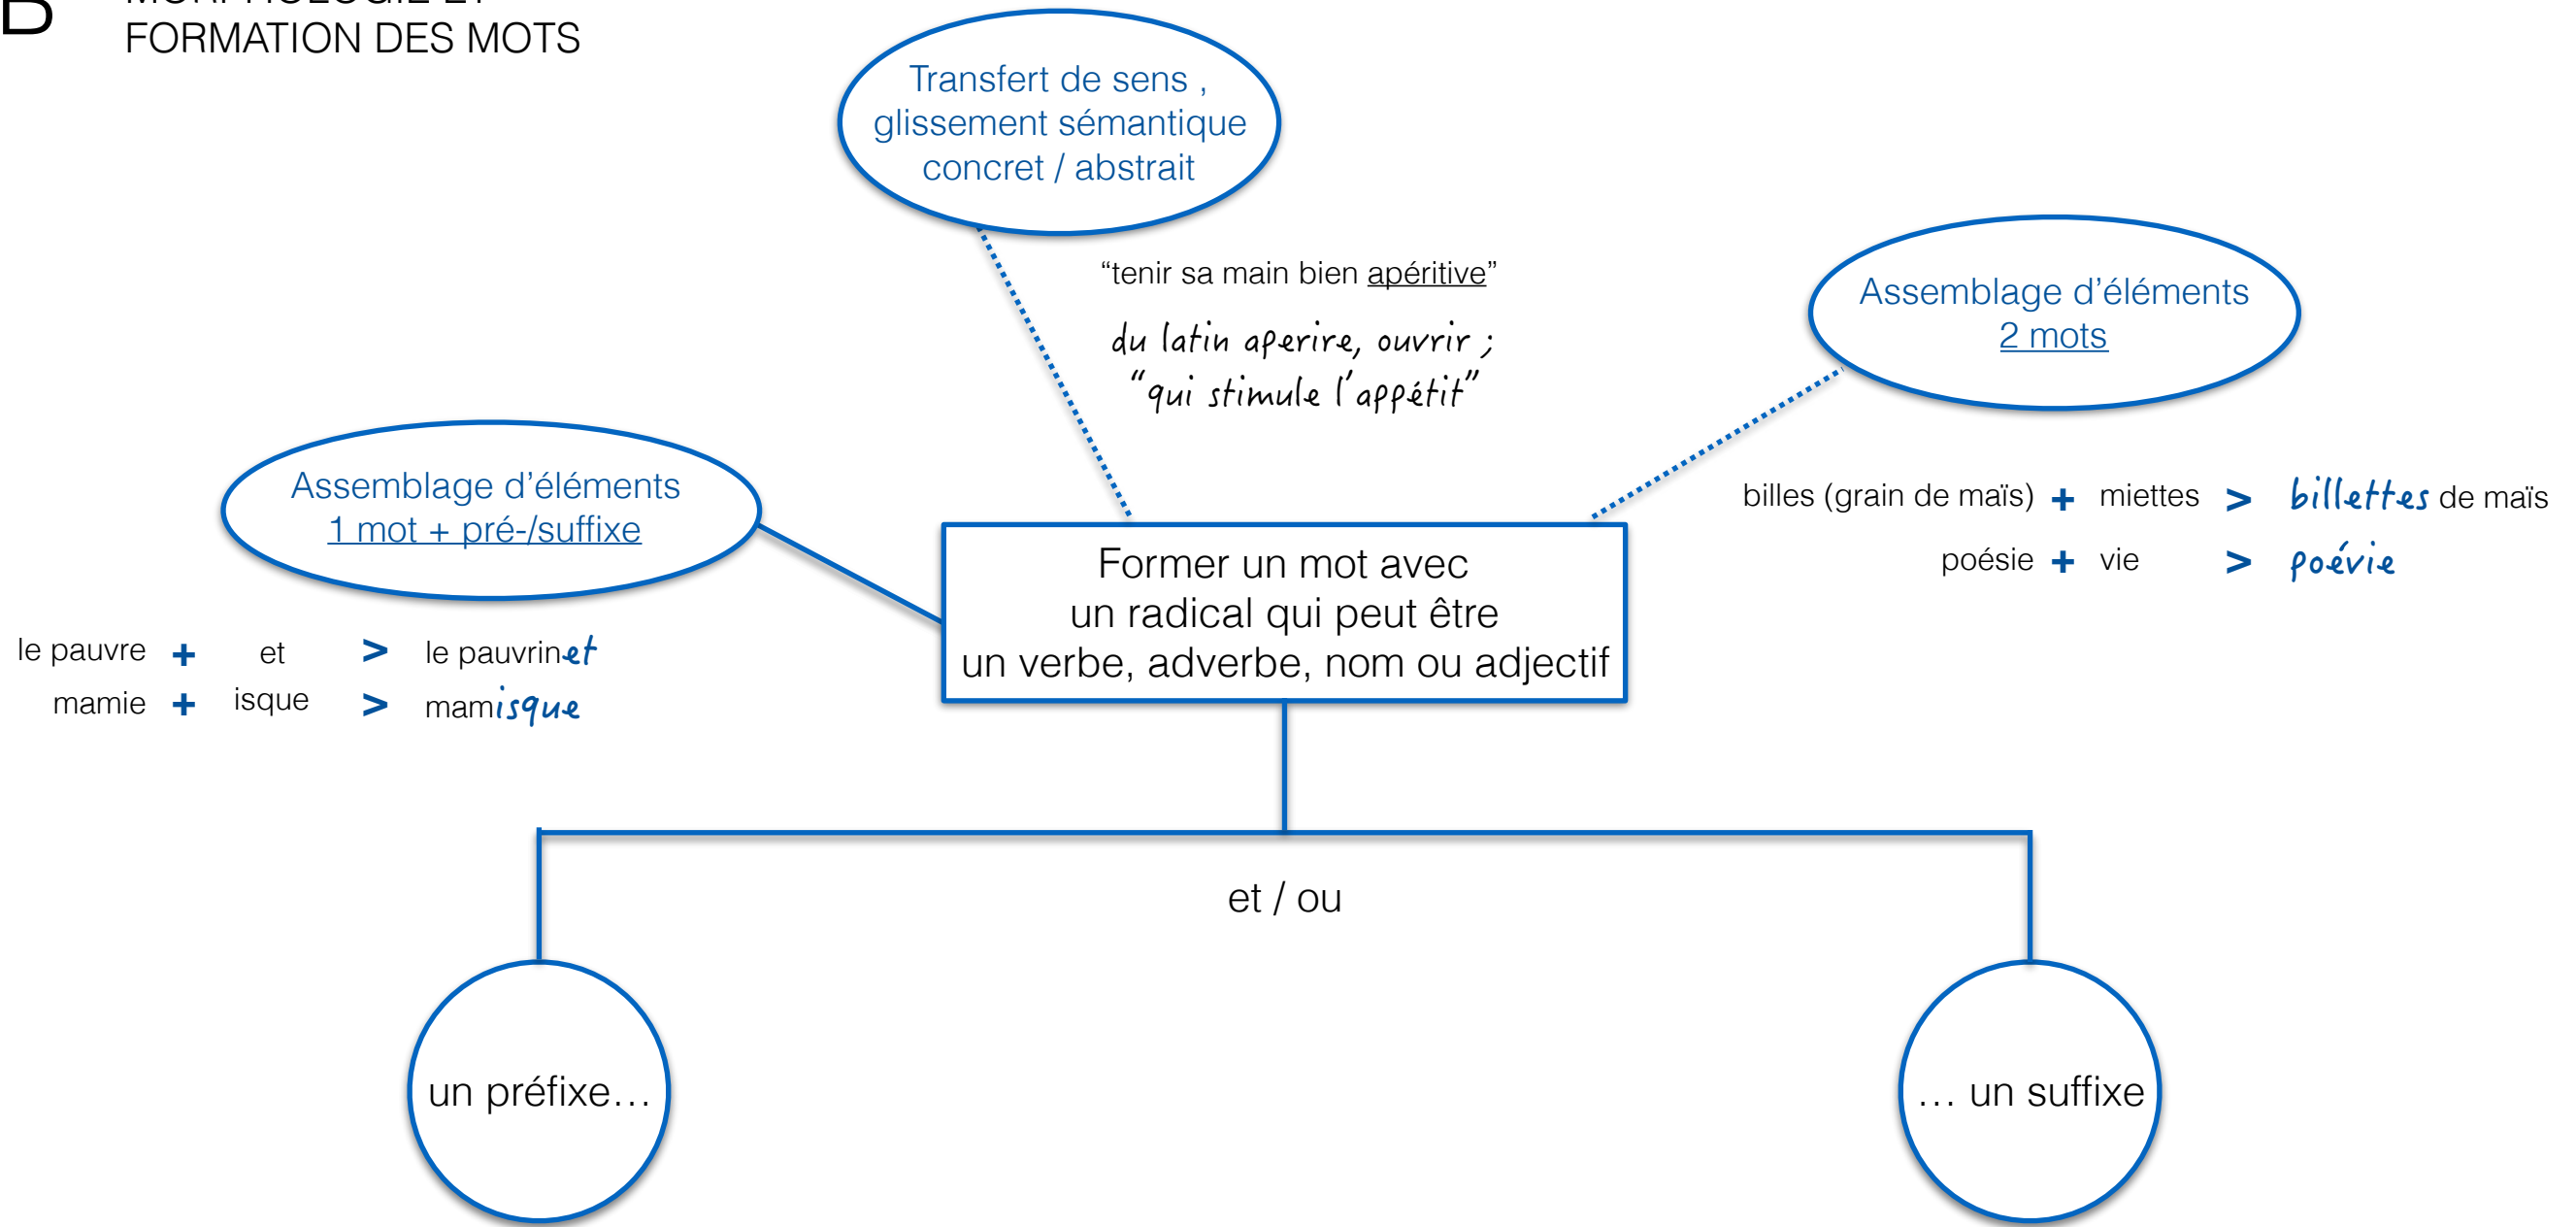 B
MORPHOLOGIE ET
FORMATION DES MOTS
Transfert de sens ,
glissement sémantique
concret / abstrait
“tenir sa main bien apéritive”
du latin aperire, ouvrir ;
“qui stimule l'appétit”
Assemblage d’éléments
2 mots
billes (grain de maïs) + miettes > billettes de maïs
poésie + vie > poévie
Assemblage d’éléments
1 mot + pré-/suffixe
le pauvre + et > le pauvrinet
mamie + isque > mamisque
Former un mot avec
un radical qui peut être
un verbe, adverbe, nom ou adjectif
et / ou
un préfixe…
… un suffixe